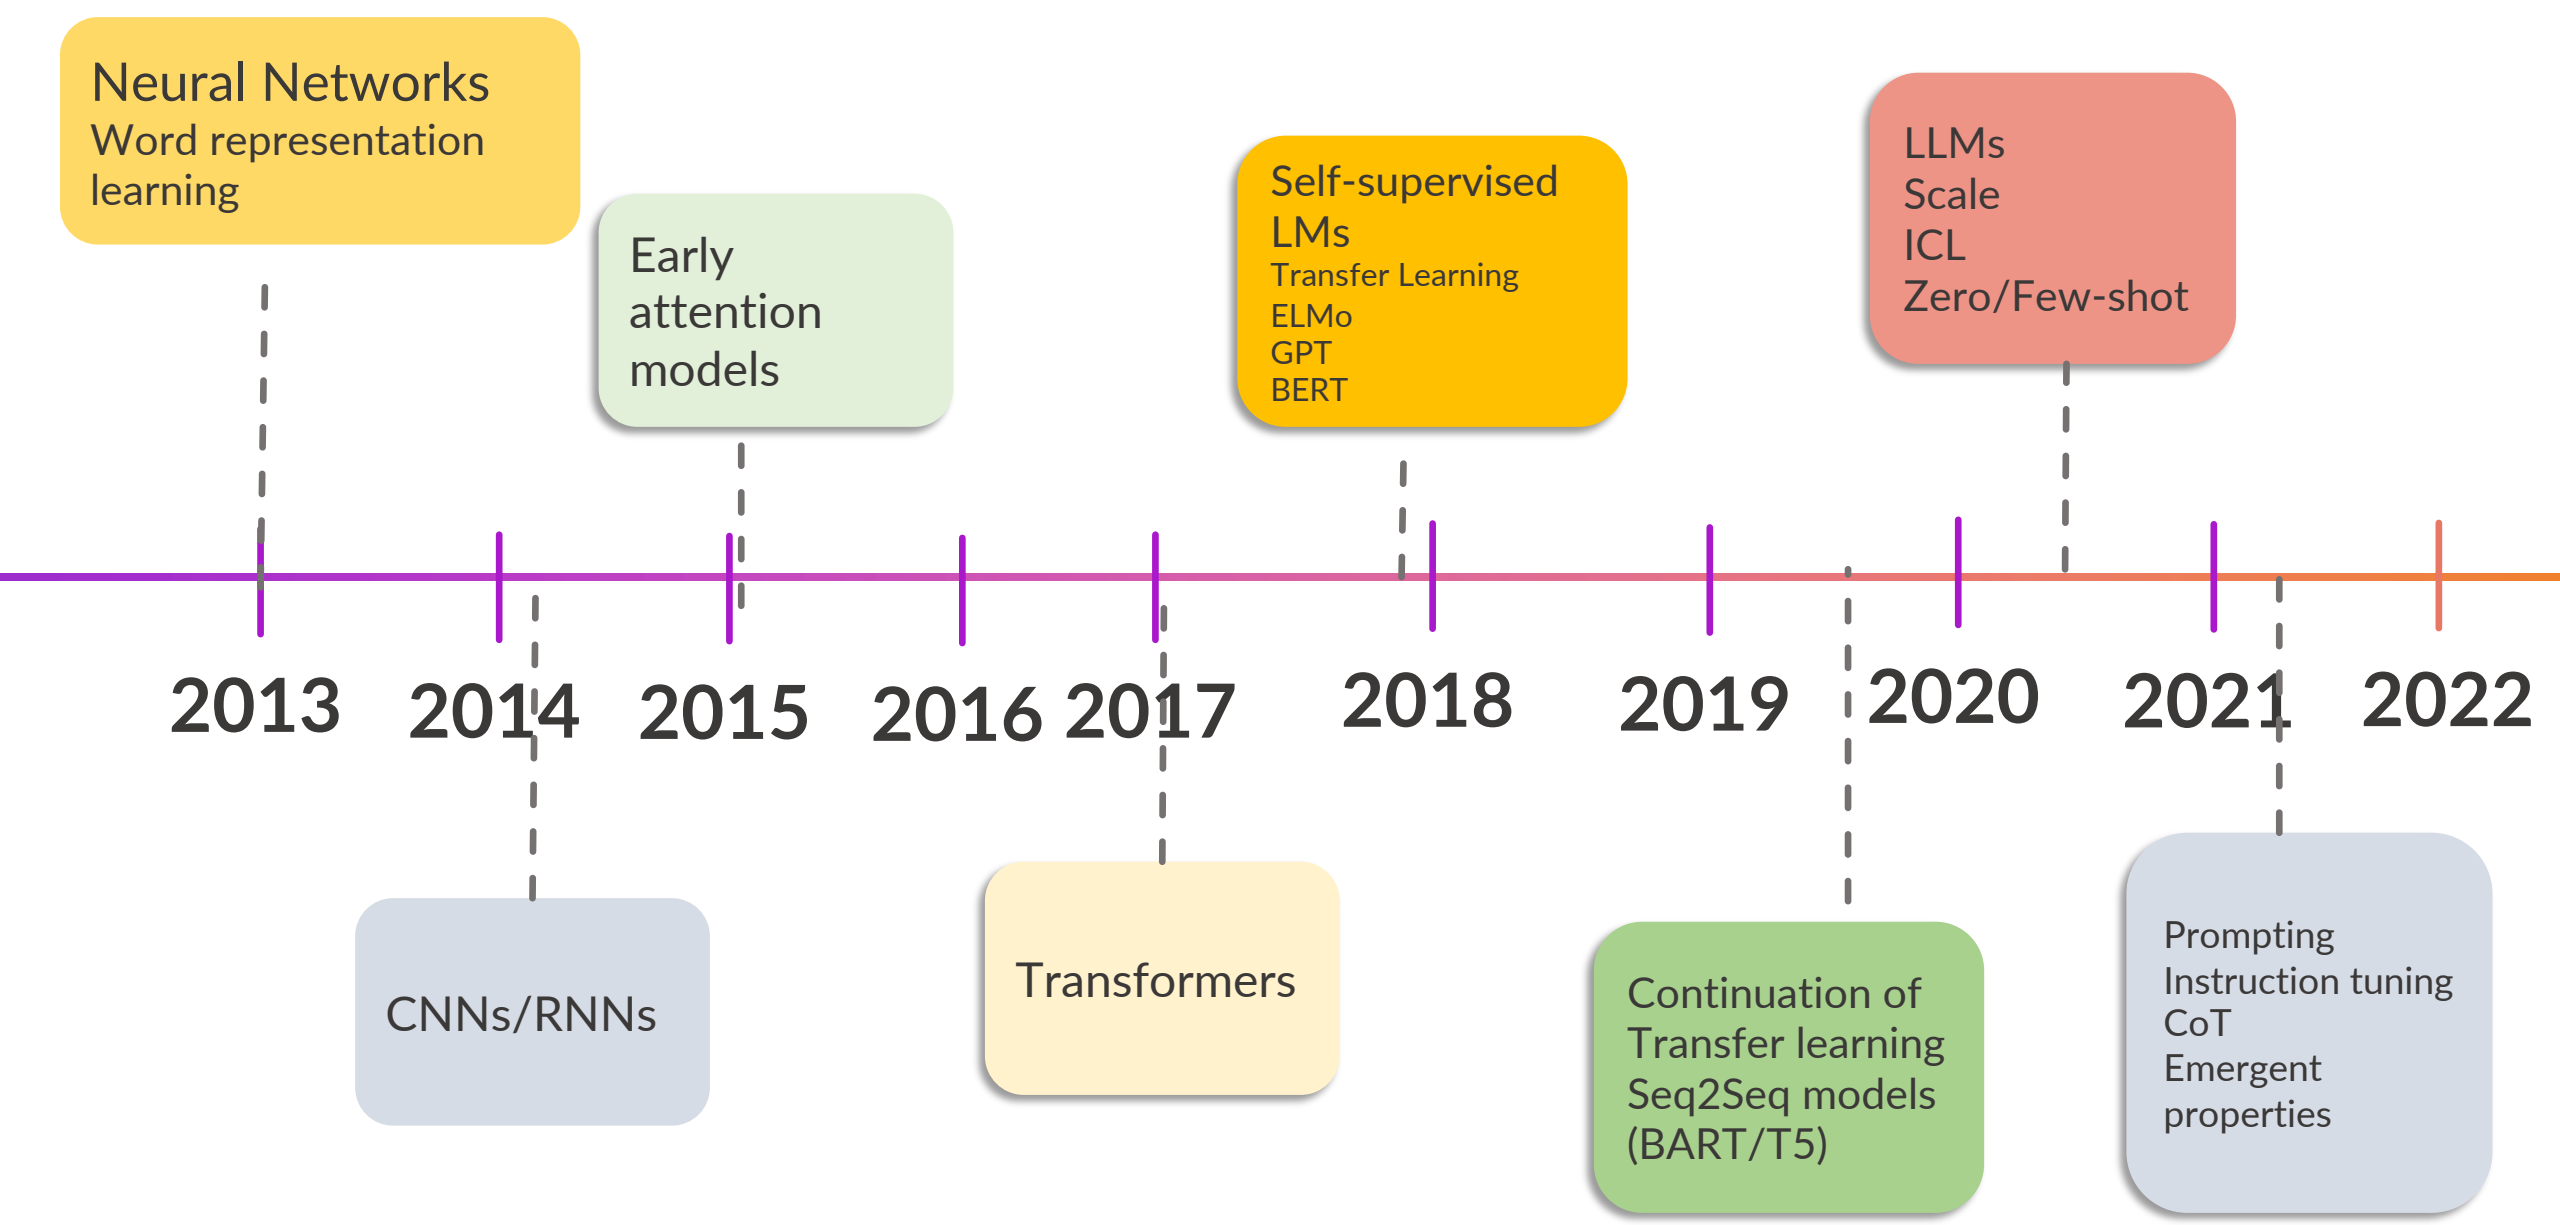 Neural Networks
Word representation
learning
Early
attention
models
Self-supervised
LMs
Transfer Learning
ELMo
GPT
BERT
LLMs
Scale
ICL
Zero/Few-shot
2013
2014
2015
2016
2017
2018
2019
2020
2021
2022
CNNs/RNNs
Transformers
Continuation of
Transfer learning
Seq2Seq models
(BART/T5)
Prompting
Instruction tuning
CoT
Emergent
properties